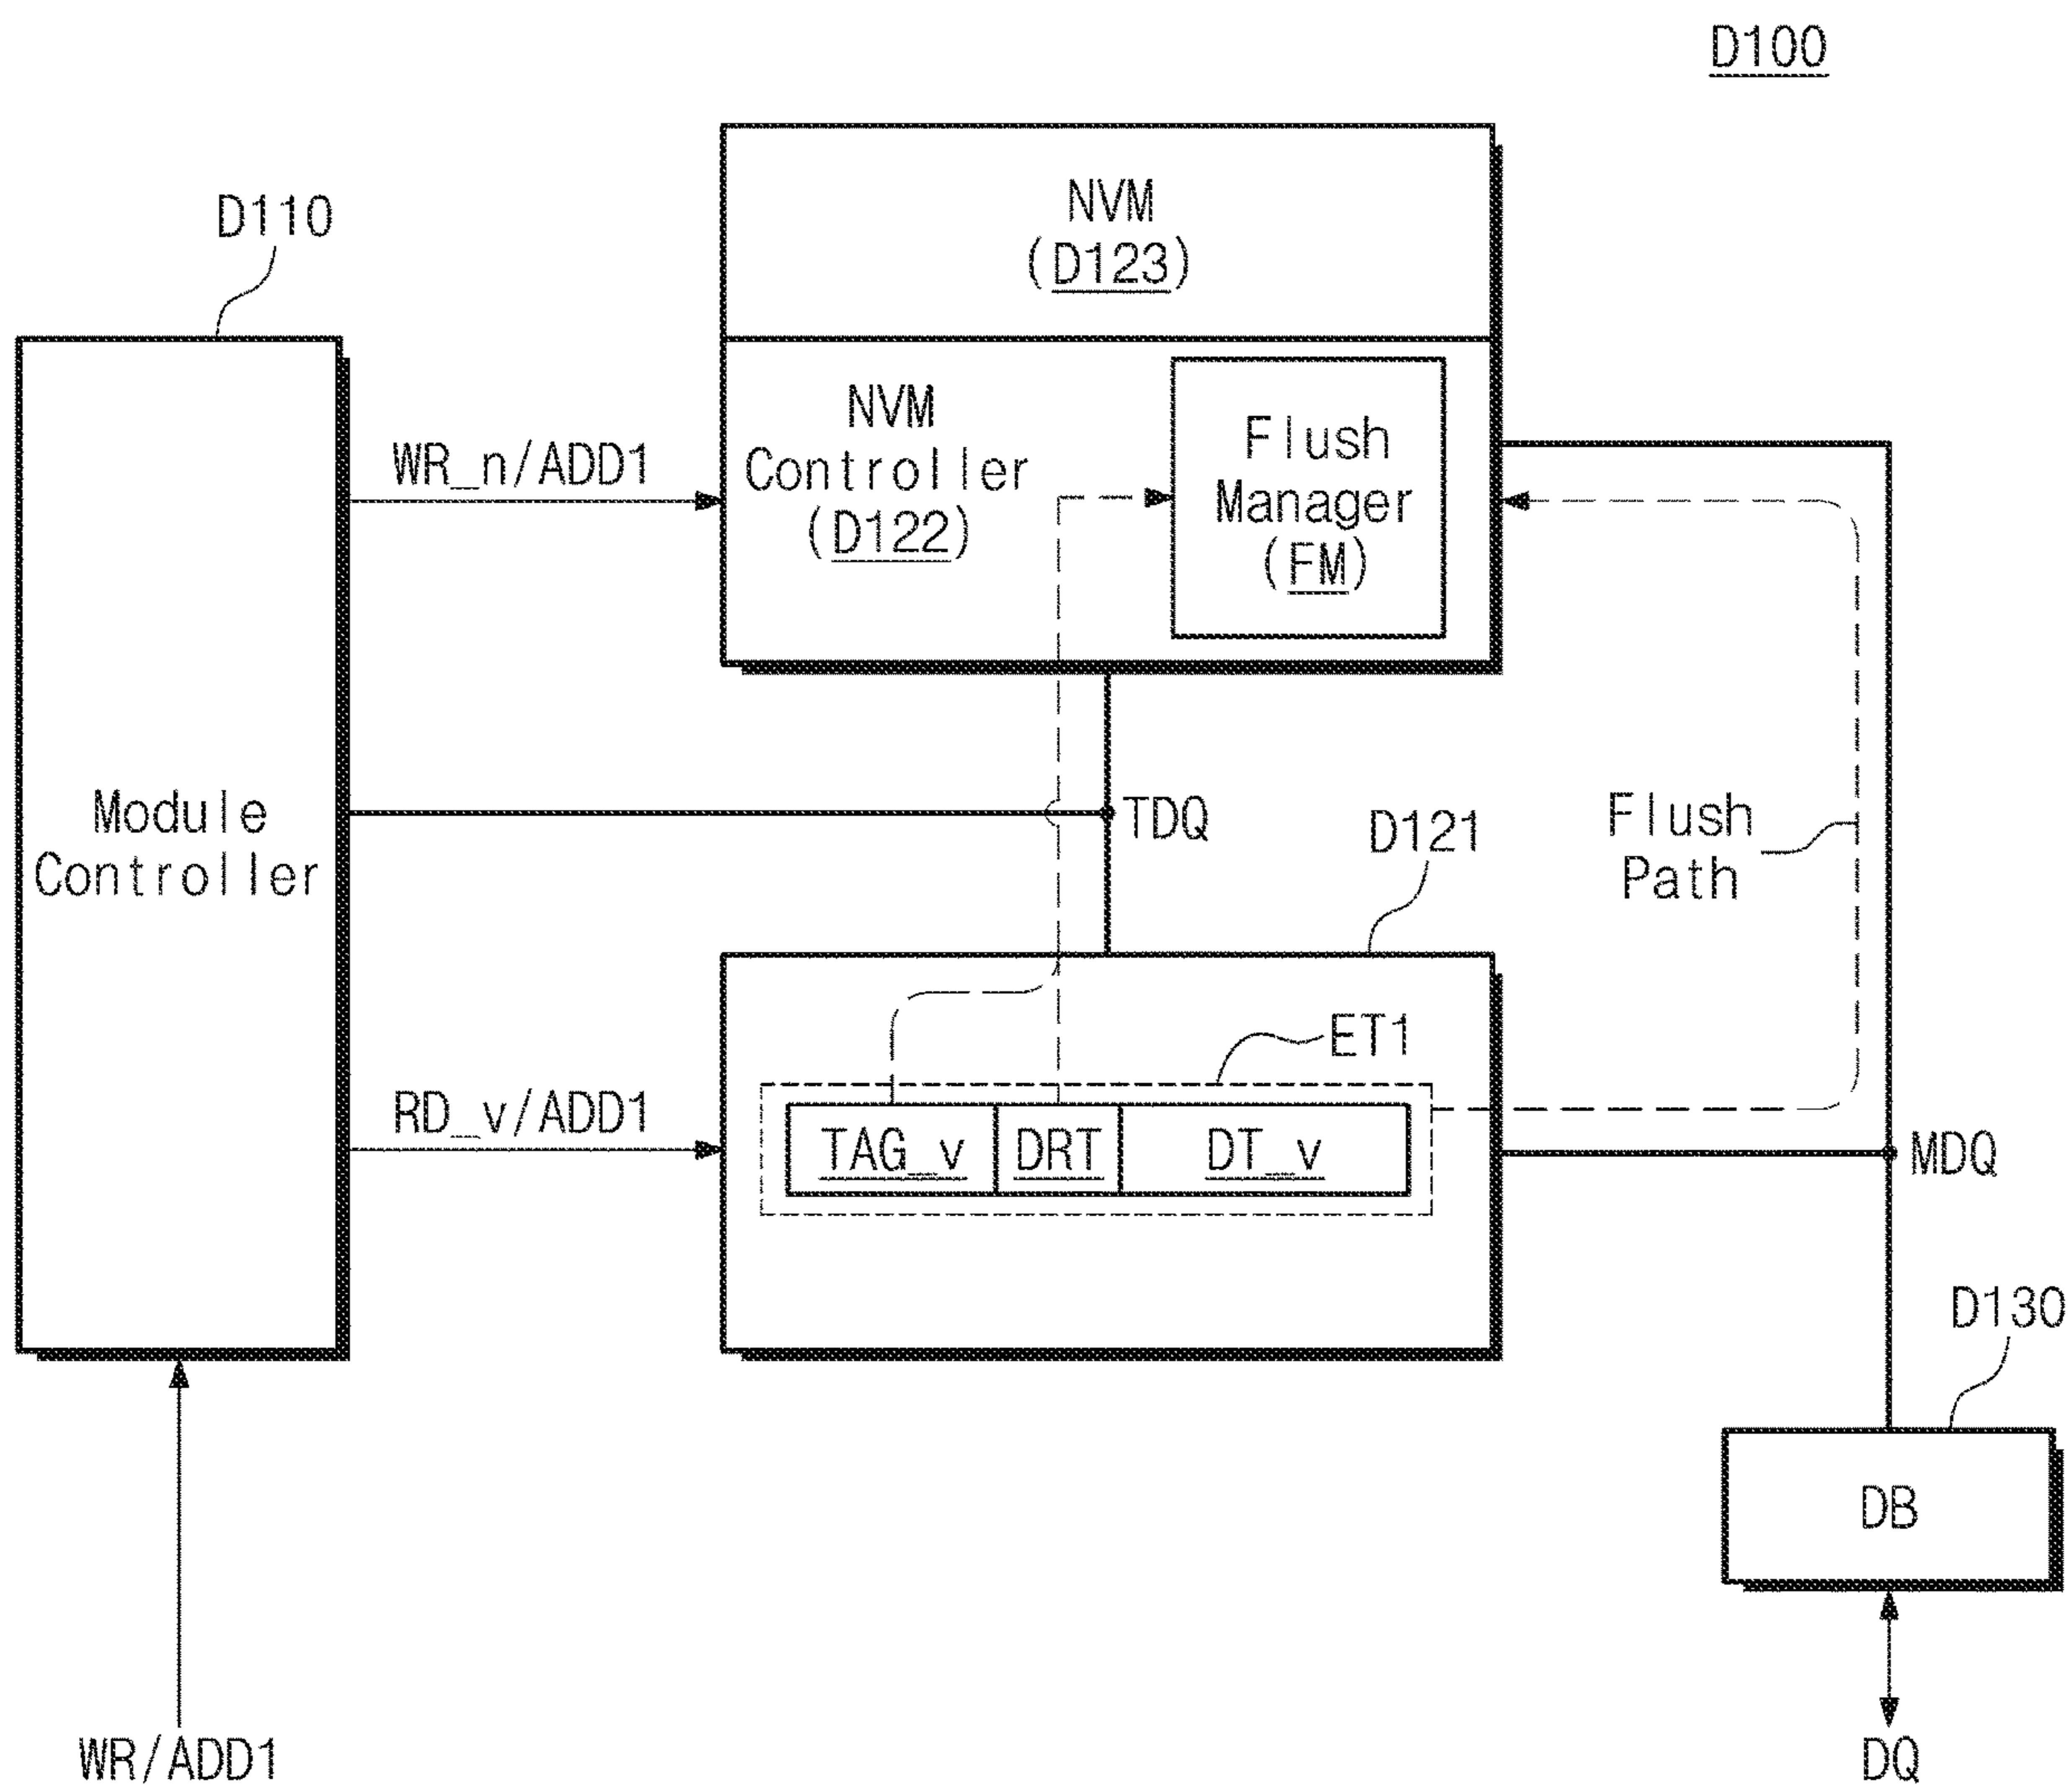 D100
D110
NVM
(D123)
NVM
Controller
(D122)
Flush
Manager
(FM)
WR_n/ADD1
Module
Controller
TDQ
D121
Flush
Path
ET1
RD_v/ADD1
TAG_v
DRT
DT_v
MDQ
D130
DB
WR/ADD1
DQ